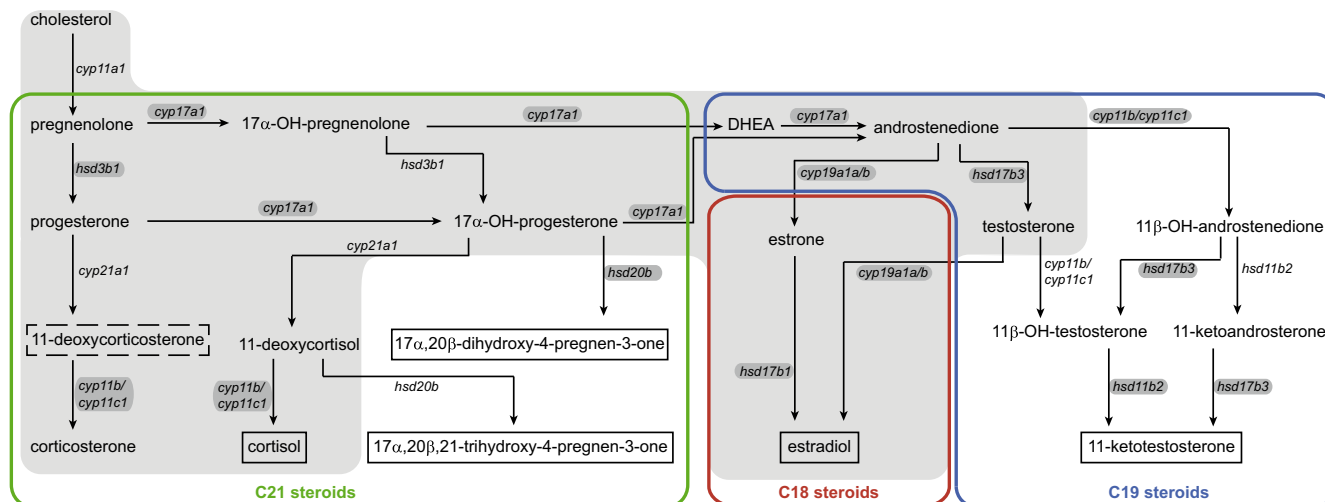 cholesterol
cyp11a1
cyp17a1
cyp17a1
cyp17a1
cyp11b/cyp11c1
pregnenolone
17α-OH-pregnenolone
DHEA
androstenedione
hsd3b1
hsd3b1
cyp19a1a/b
hsd17b3
cyp17a1
cyp17a1
progesterone
17α-OH-progesterone
estrone
testosterone
11β-OH-androstenedione
cyp21a1
cyp21a1
hsd20b
cyp19a1a/b
cyp11b/
cyp11c1
hsd17b3
hsd11b2
11-deoxycorticosterone
11-deoxycortisol
17α,20β-dihydroxy-4-pregnen-3-one
11β-OH-testosterone
11-ketoandrosterone
cyp11b/
cyp11c1
cyp11b/
cyp11c1
hsd20b
hsd17b1
hsd11b2
hsd17b3
corticosterone
cortisol
17α,20β,21-trihydroxy-4-pregnen-3-one
estradiol
11-ketotestosterone
C21 steroids
C18 steroids
C19 steroids